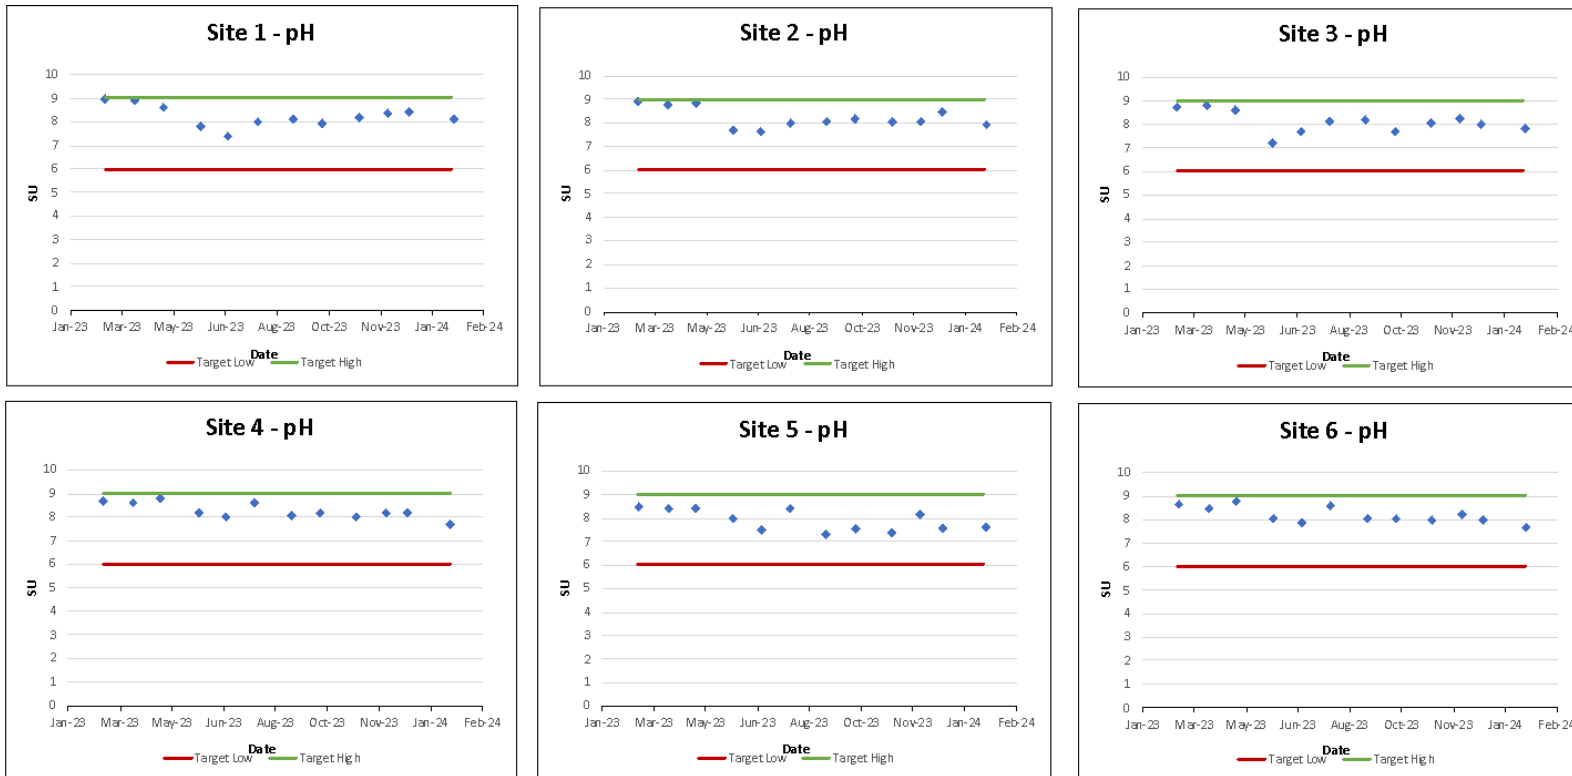 Site 1 - pH
10
9
8
7
6
5
4
3
2
1
0
SU
Jan-23 Mar-23 May-23 Jun-23 Aug-23 Oct-23 Nov-23 Jan-24 Feb-24
Date
Target Low Target High
Site 2 - pH
10
9
8
7
6
5
4
3
2
1
0
SU
Jan-23 Mar-23 May-23 Jun-23 Aug-23 Oct-23 Nov-23 Jan-24 Feb-24
Date
Target Low Target High
Site 3 - pH
10
9
8
7
6
5
4
3
2
1
0
SU
Jan-23 Mar-23 May-23 Jun-23 Aug-23 Oct-23 Nov-23 Jan-24 Feb-24
Date
Target Low Target High
Site 4 - pH
10
9
8
7
6
5
4
3
2
1
0
SU
Jan-23 Mar-23 May-23 Jun-23 Aug-23 Oct-23 Nov-23 Jan-24 Feb-24
Date
Target Low Target High
Site 5 - pH
10
9
8
7
6
5
4
3
2
1
0
SU
Jan-23 Mar-23 May-23 Jun-23 Aug-23 Oct-23 Nov-23 Jan-24 Feb-24
Date
Target Low Target High
Site 6 - pH
10
9
8
7
6
5
4
3
2
1
0
SU
Jan-23 Mar-23 May-23 Jun-23 Aug-23 Oct-23 Nov-23 Jan-24 Feb-24
Date
Target Low Target High